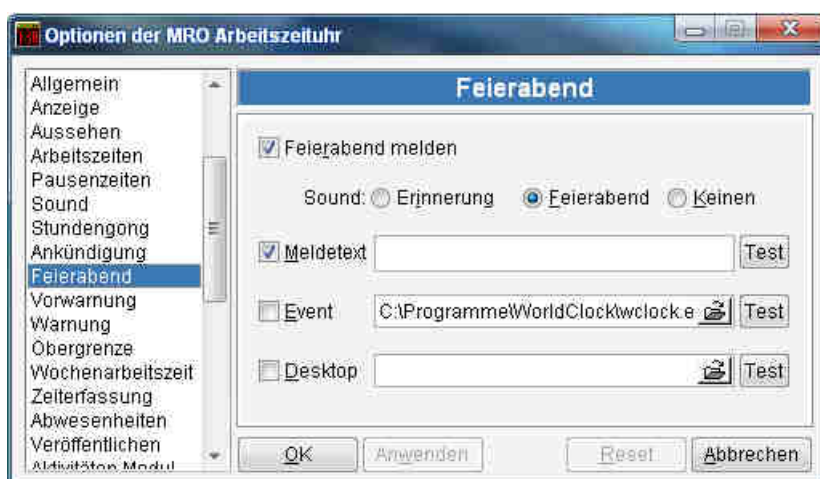 Optionen der MRO Arbeitszeituhr
Allgemein
Anzeige
Aussehen
Arbeitszeiten
Pausenzeiten
Sound
Stundengong
Ankündigung
Feierabend
Vorwarnung
Warnung
Obergrenze
Wochenarbeitszeit
Zeiterfassung
Abwesenheiten
Veröffentlichen
Aktivitäten Modul
Feierabend
Feierabend melden
Sound: Erinnerung Feierabend Keinen
Meldetext Test
Event C:\ProgrammeWorldClock\wclock.e Test
Desktop Test
OK Anwenden Reset Abbrechen